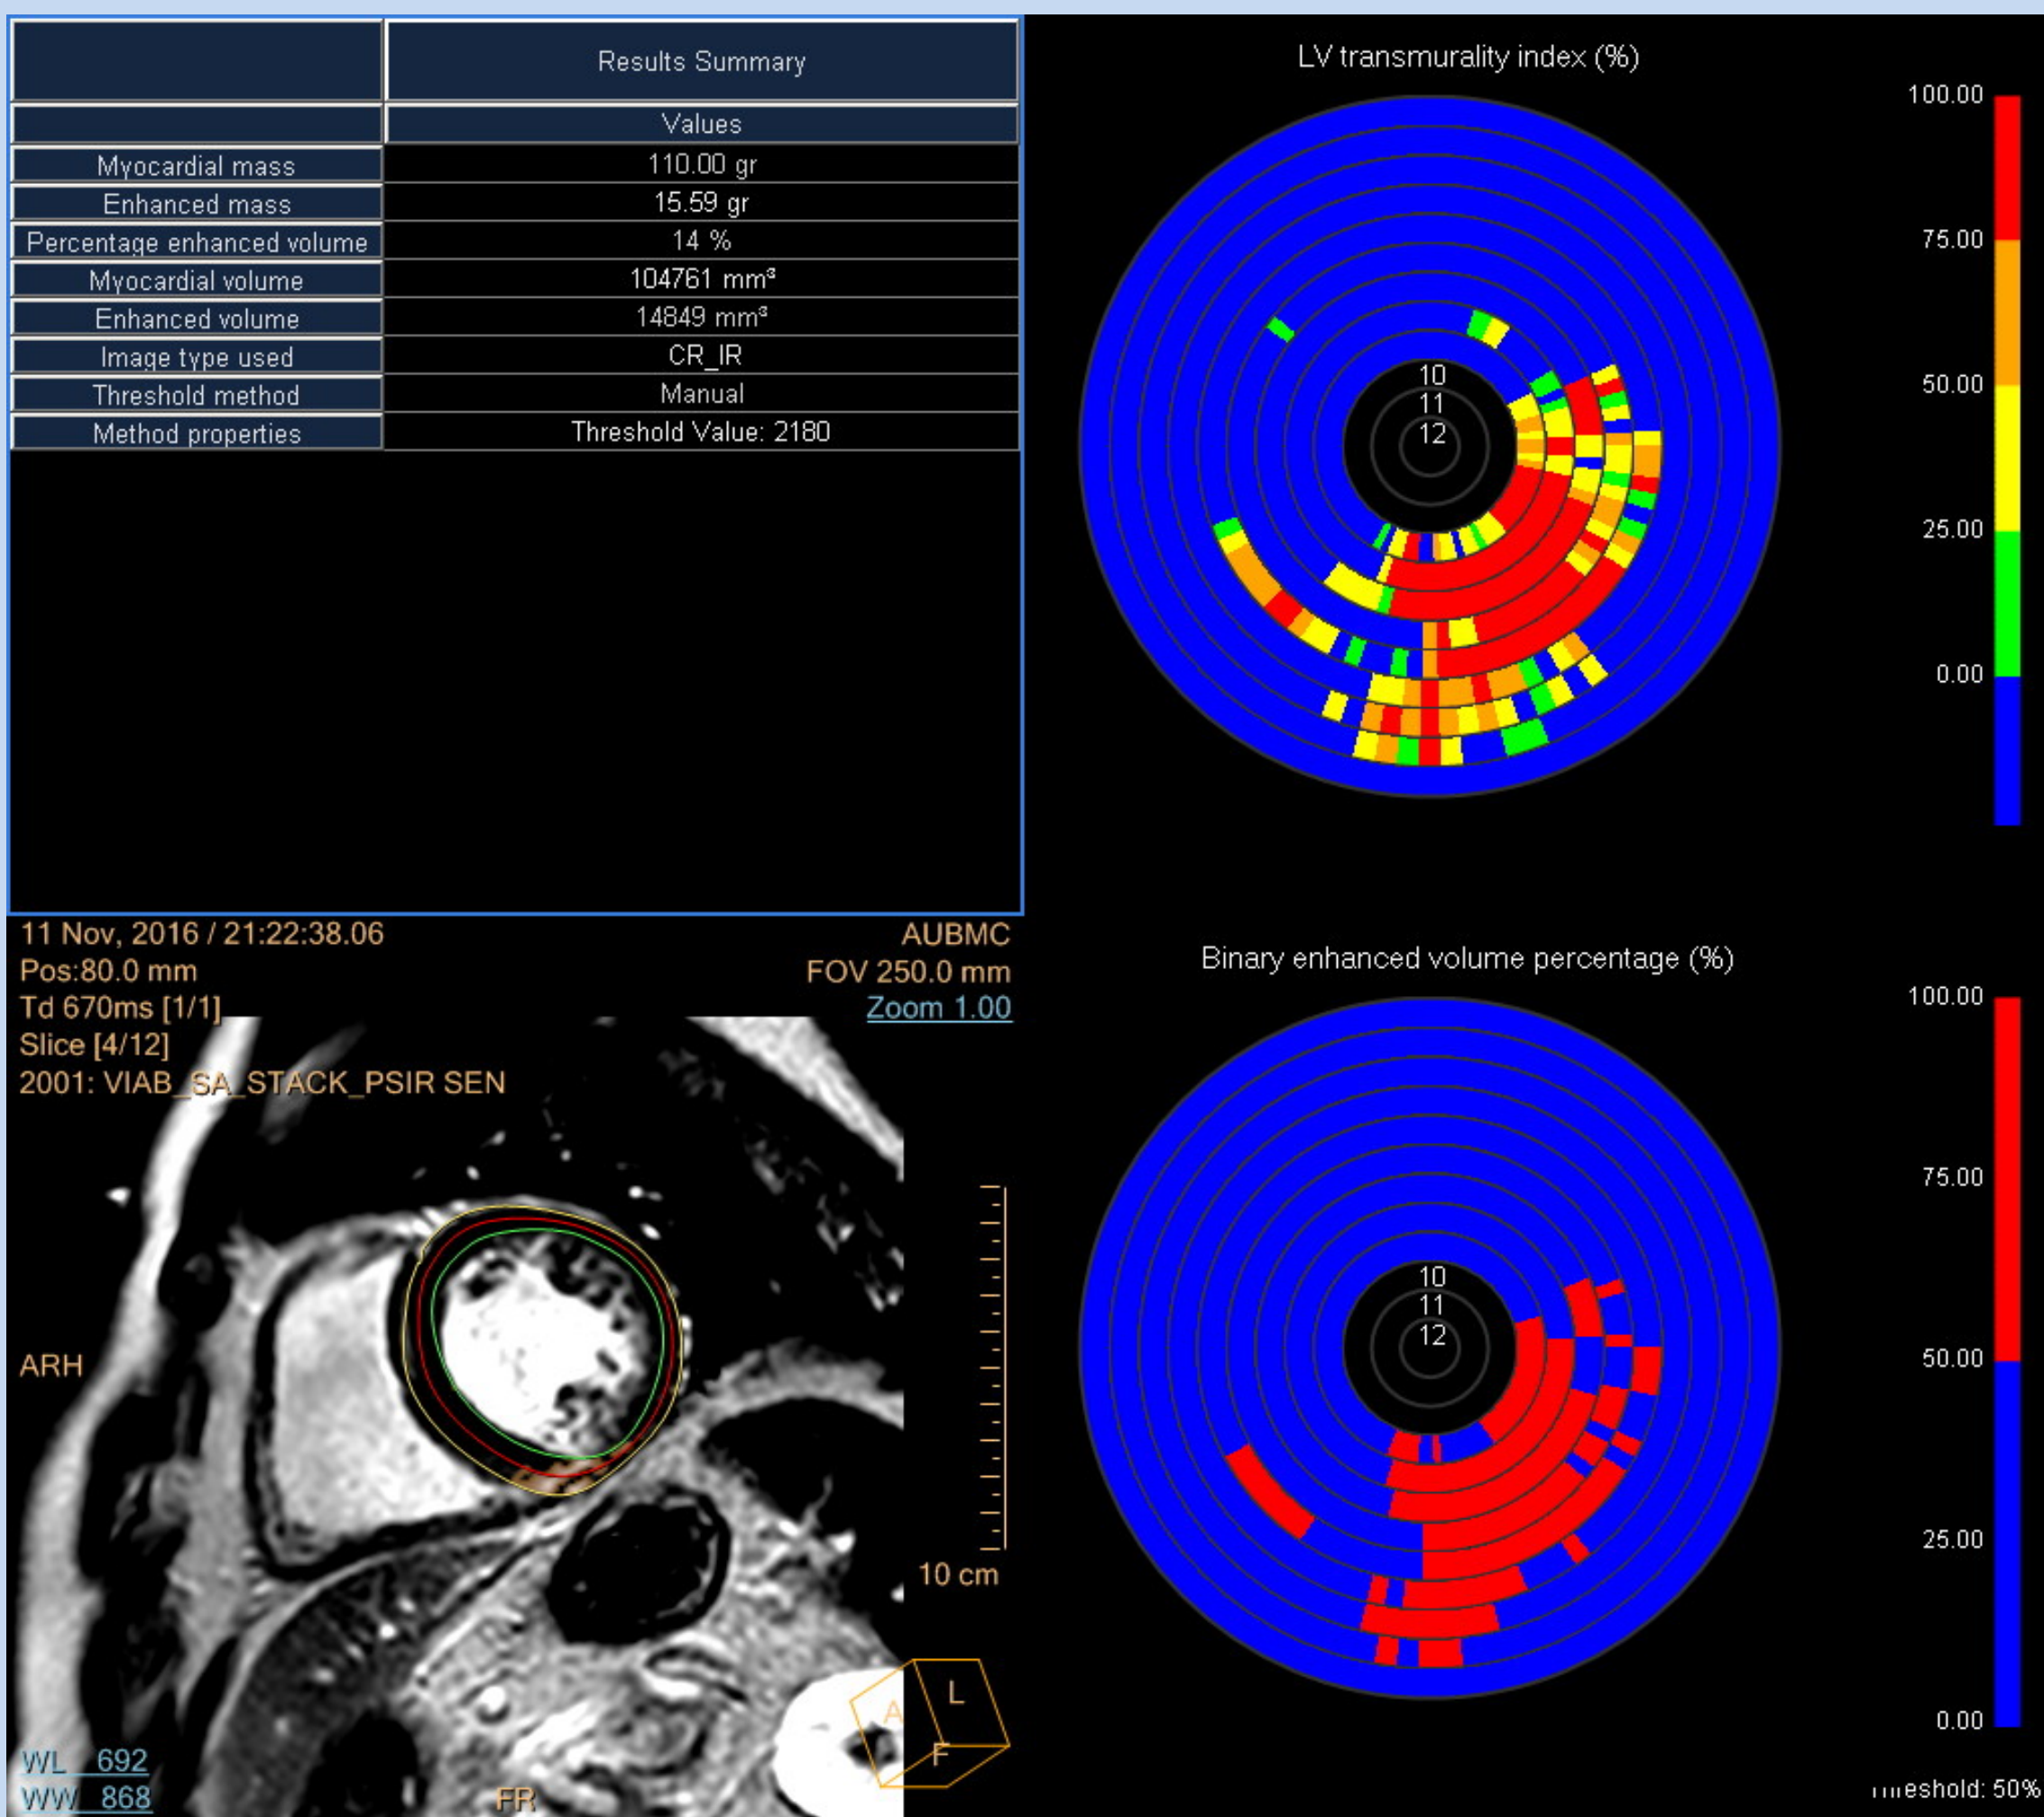 Results Summary
Values
Myocardial mass 110.00 gr
Enhanced mass 15.59 gr
Percentage enhanced volume 14 %
Myocardial volume 104761 mm³
Enhanced volume 14849 mm³
Image type used CR_IR
Threshold method Manual
Method properties Threshold Value: 2180
LV transmurality index (%)
100.00
75.00
50.00
25.00
0.00
10
11
12
11 Nov, 2016 / 21:22:38.06
Pos:80.0 mm
Td 670ms [1/1]
Slice [4/12]
2001: VIAB_SA_STACK_PSIR SEN
AUBMC
FOV 250.0 mm
Zoom 1.00
ARH
10 cm
A
L
F
WL 692
WW 868
FR
Binary enhanced volume percentage (%)
100.00
75.00
50.00
25.00
0.00
10
11
12
50%